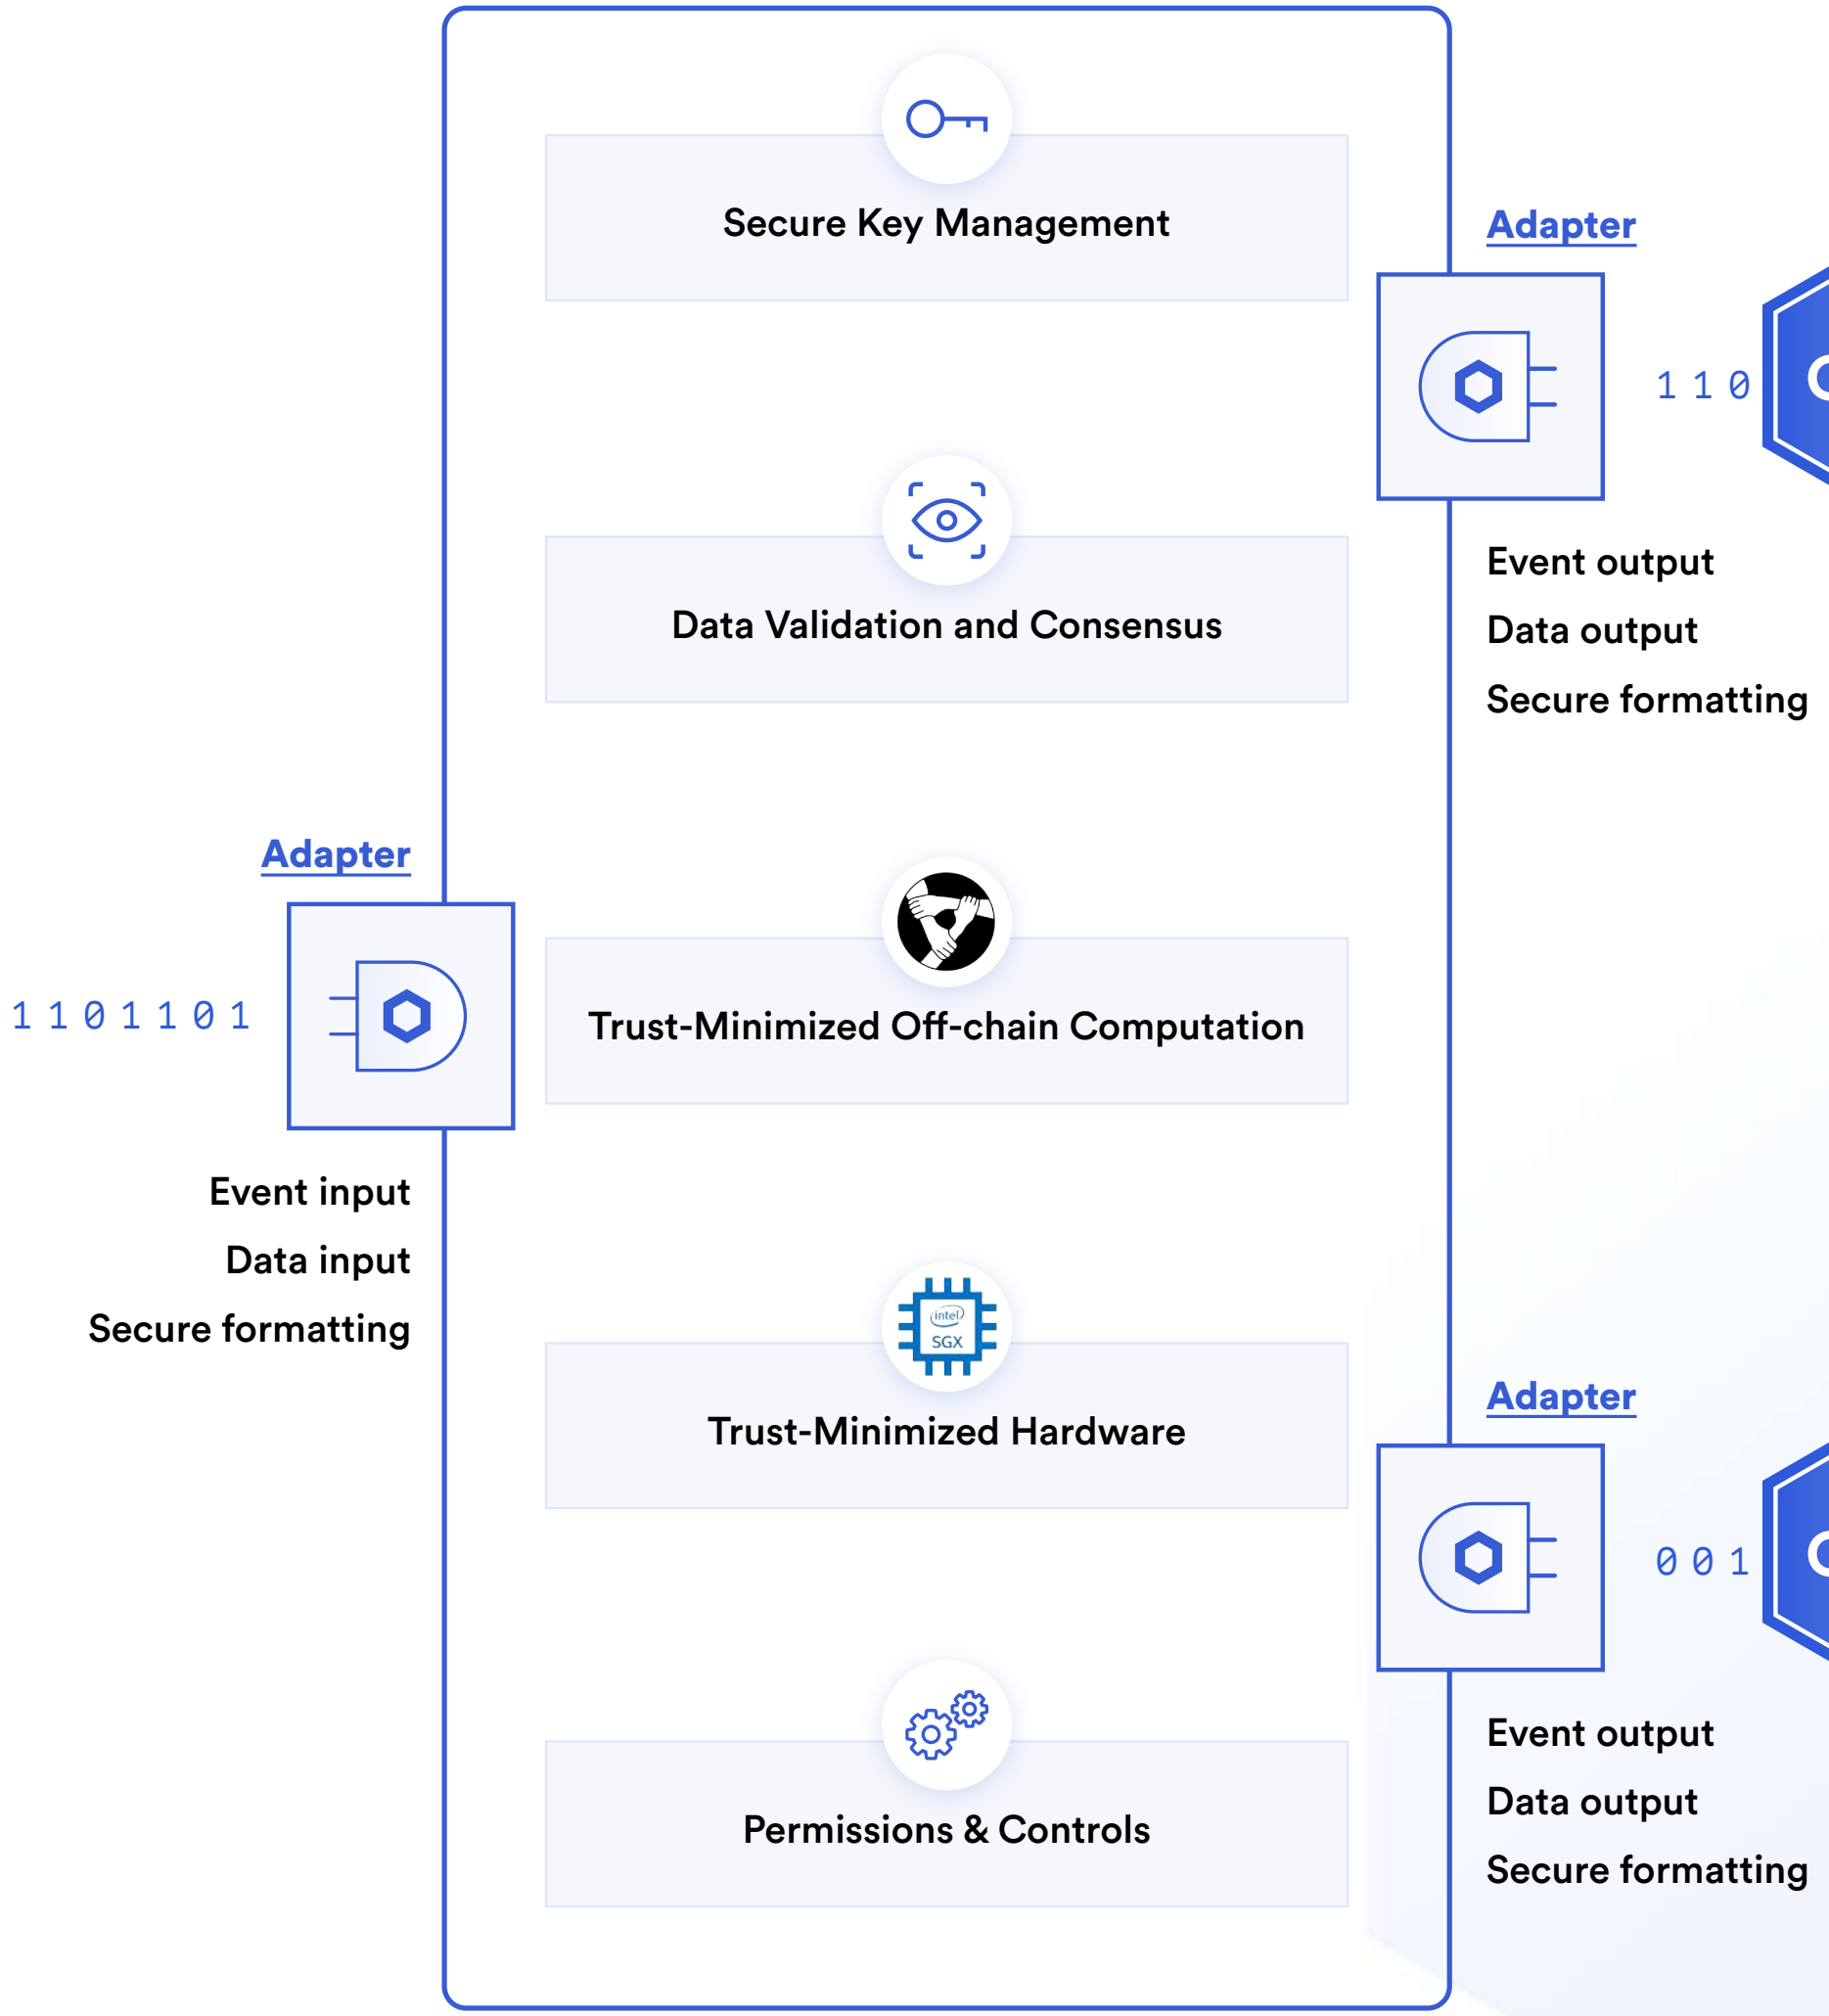 Secure Key Management
Adapter
1 1 0
Data Validation and Consensus
Event output
Data output
Secure formatting
Adapter
1 1 0 1 1 0 1
Trust-Minimized Off-chain Computation
Event input
Data input
Secure formatting
intel
SGX
Trust-Minimized Hardware
Adapter
0 0 1
Event output
Data output
Secure formatting
Permissions & Controls